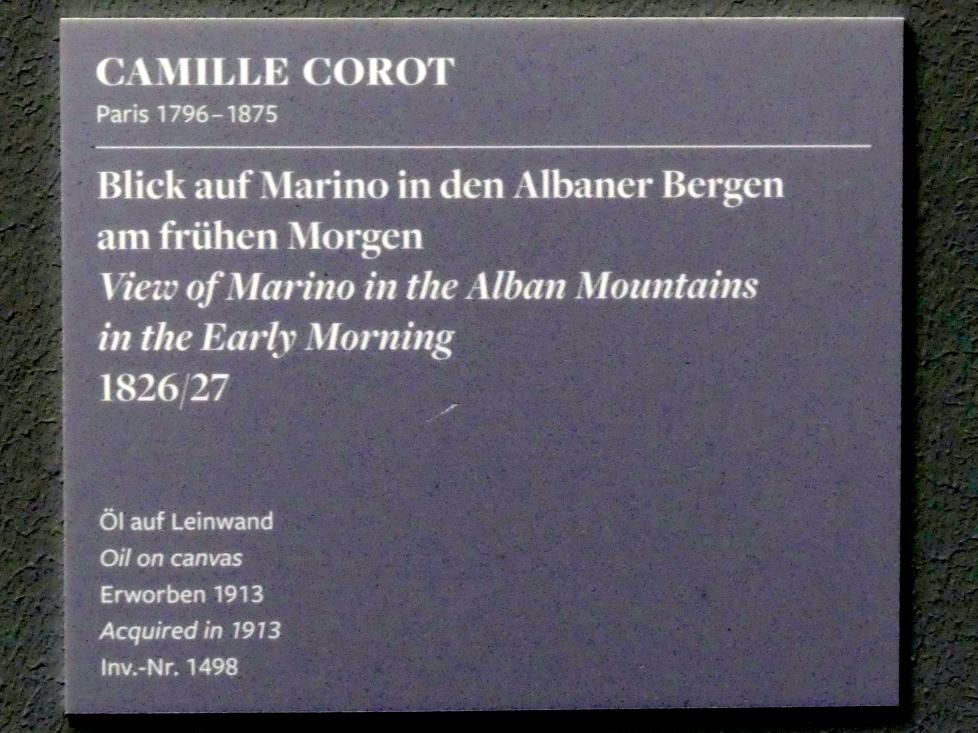 CAMILLE COROT
Paris 1796–1875
Blick auf Marino in den Albaner Bergen
am frühen Morgen
View of Marino in the Alban Mountains
in the Early Morning
1826/27
Öl auf Leinwand
Oil on canvas
Erworben 1913
Acquired in 1913
Inv.-Nr. 1498